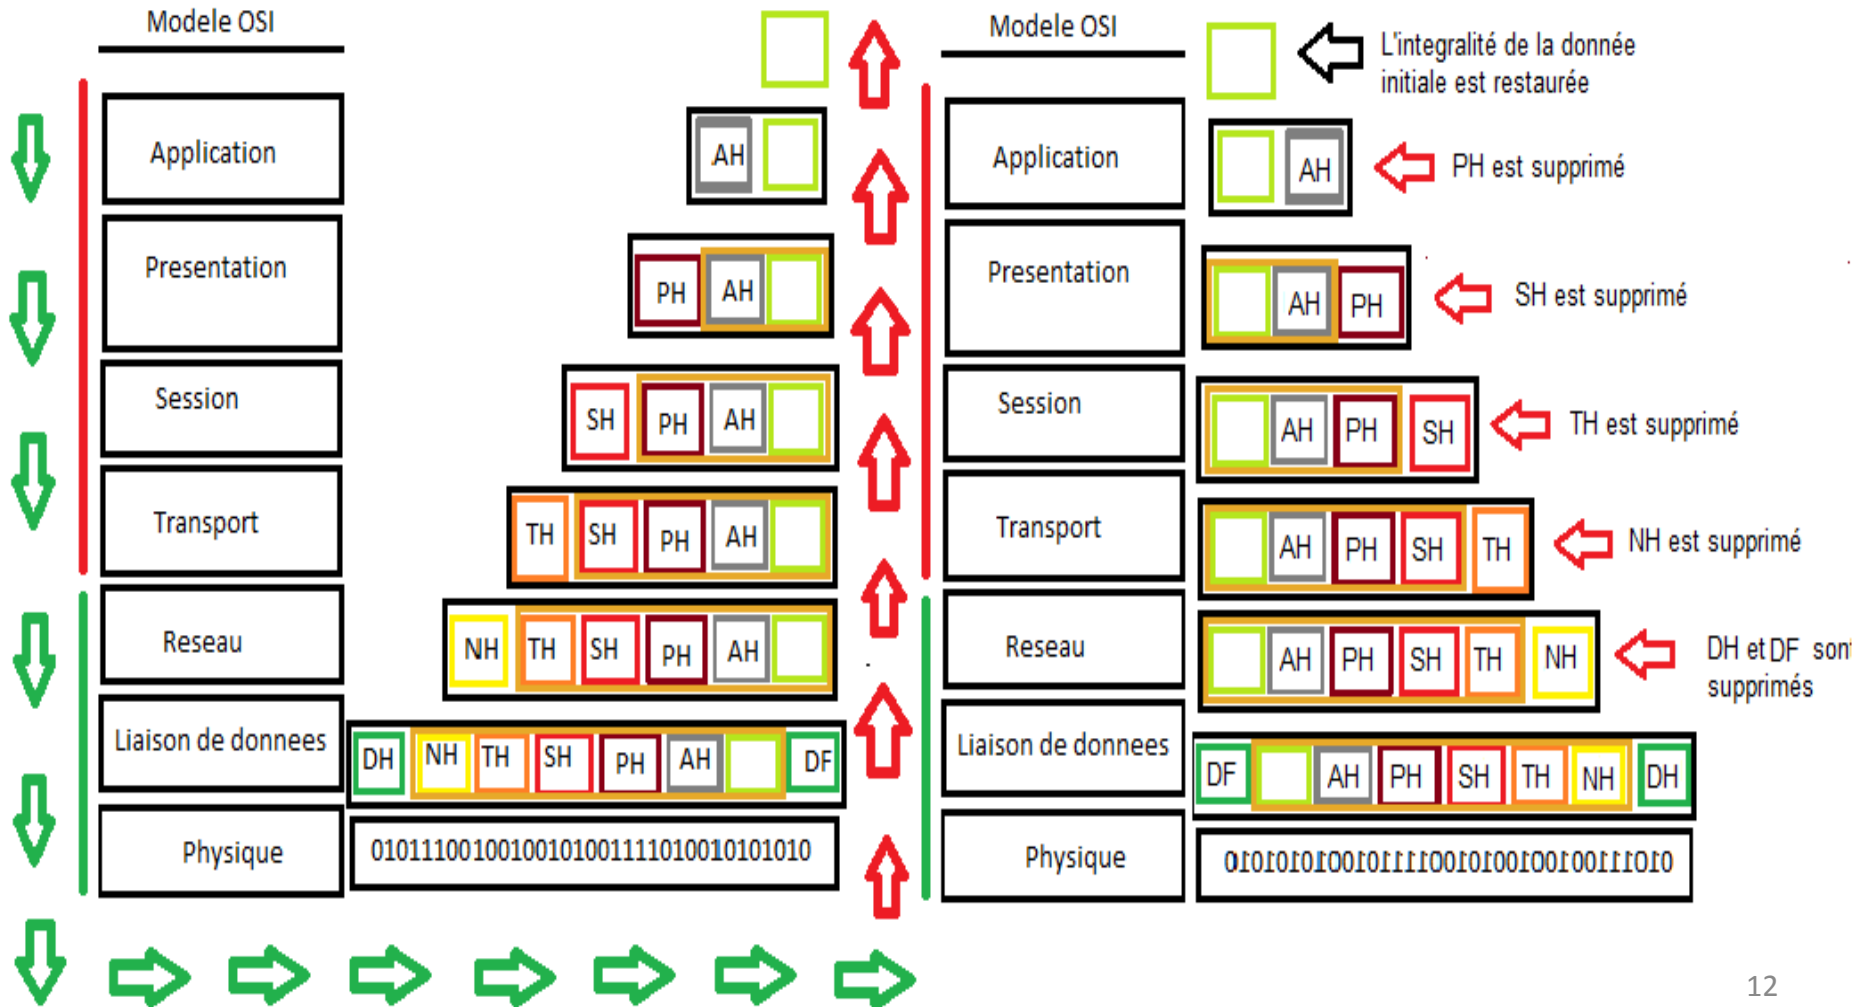 Modele OSI
Application
AH
Presentation
PH AH
Session
SH PH AH
Transport
TH SH PH AH
Reseau
NH TH SH PH AH
Liaison de donnees
DH NH TH SH PH AH DF
Physique
Modele OSI
L'integralité de la donnée
initiale est restaurée
Application
AH
PH est supprimé
Presentation
AH PH
SH est supprimé
Session
AH PH SH
TH est supprimé
Transport
AH PH SH TH
NH est supprimé
Reseau
AH PH SH TH NH
DH et DF son
supprimés
Liaison de donnees
DF AH PH SH TH NH DH
Physique
12